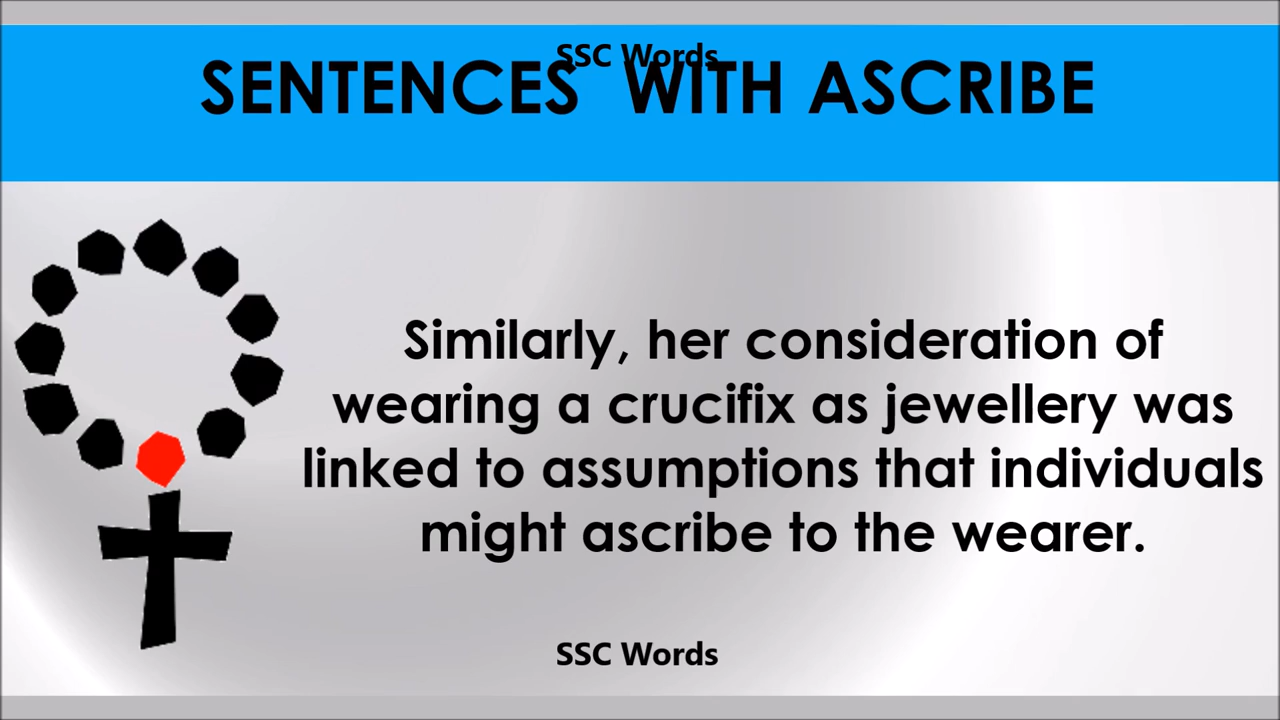 SSC Words
SENTENCES WITH ASCRIBE
Similarly, her consideration of
wearing a crucifix as jewellery was
linked to assumptions that individuals
might ascribe to the wearer.
SSC Words